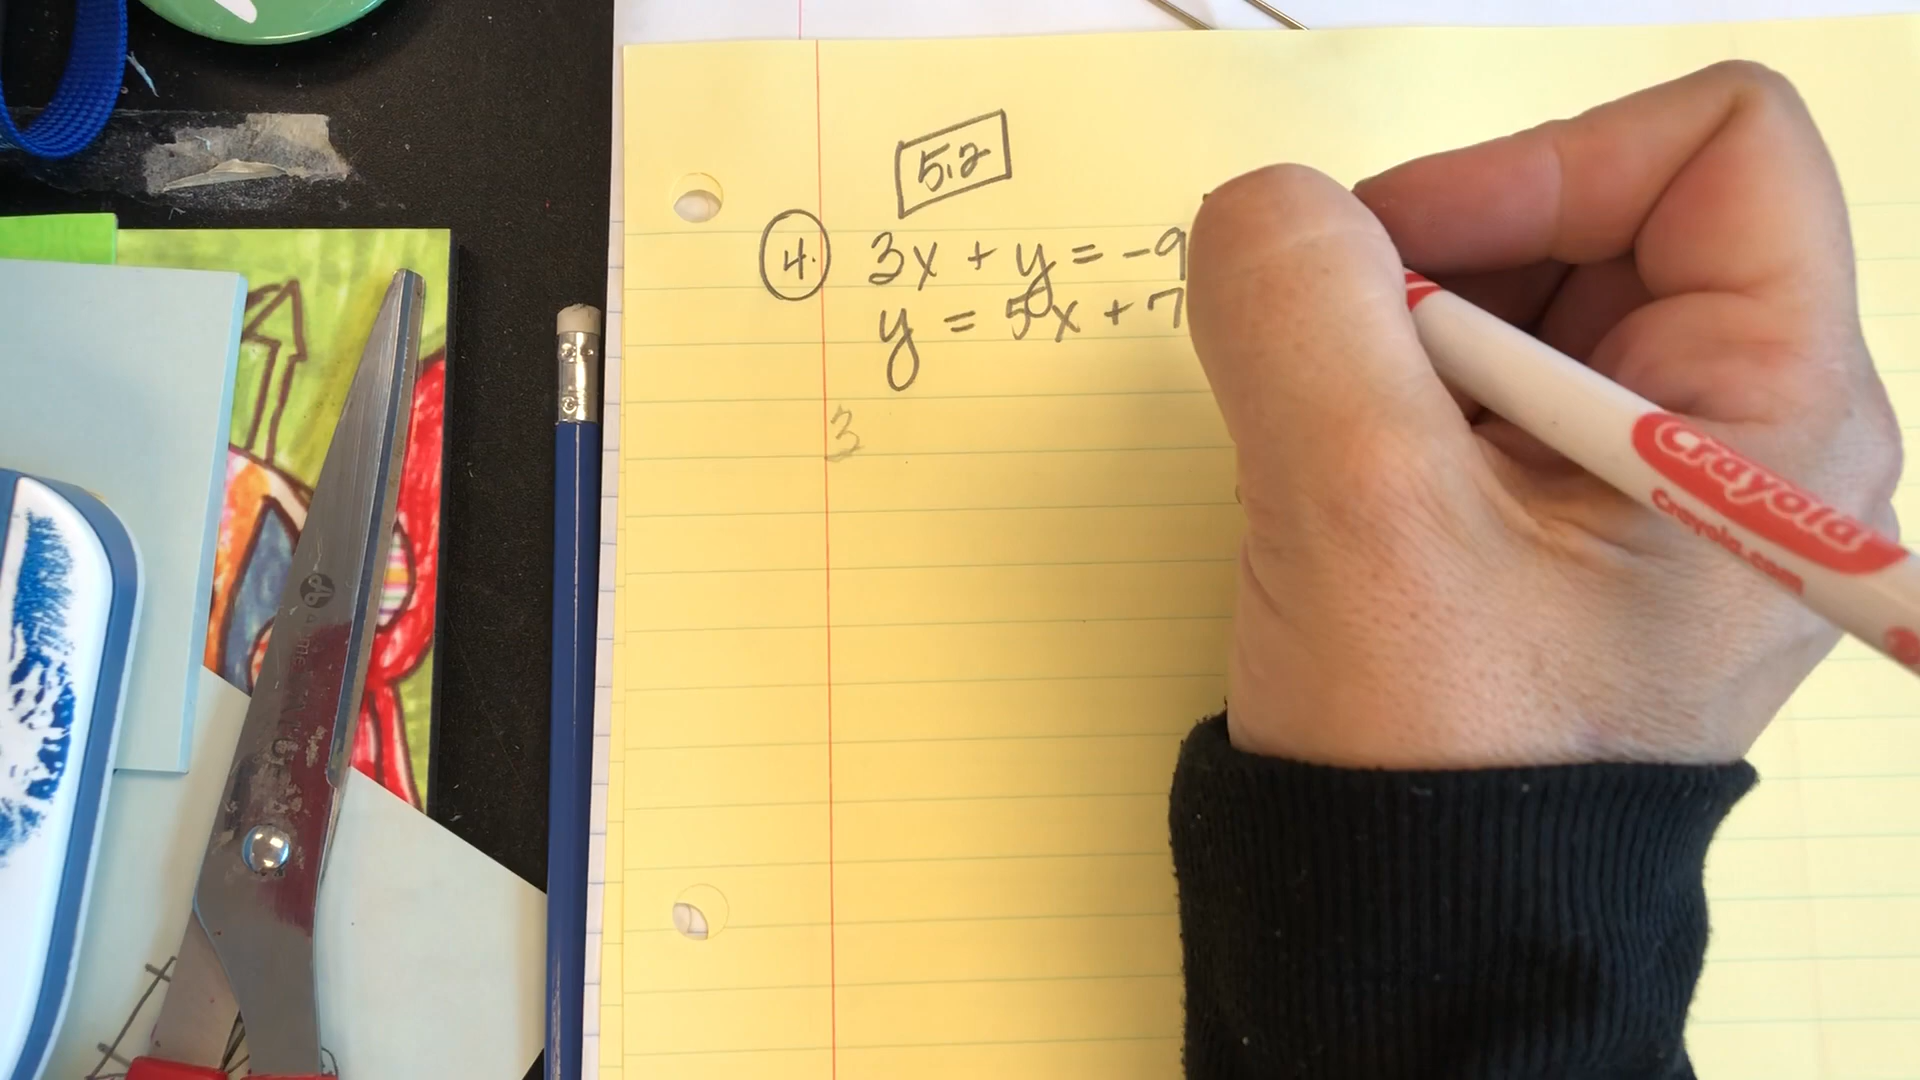 5.2
4. 3x + y = -9
y = 5x + 7
3
Crayola
Crayola.com